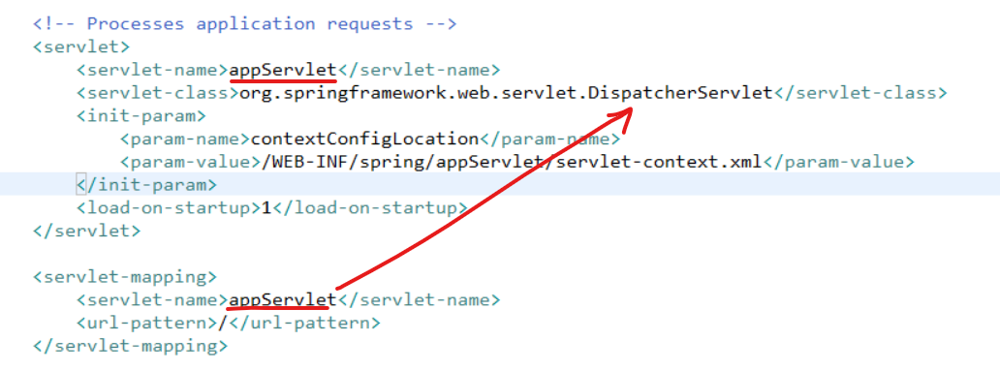 <!-- Processes application requests -->
<servlet>
<servlet-name>appServlet</servlet-name>
<servlet-class>org.springframework.web.servlet.DispatcherServlet</servlet-class>
<init-param>
<param-name>contextConfigLocation</param-name>
<param-value>/WEB-INF/spring/appServlet/servlet-context.xml</param-value>
</init-param>
<load-on-startup>1</load-on-startup>
</servlet>
<servlet-mapping>
<servlet-name>appServlet</servlet-name>
<url-pattern>/</url-pattern>
</servlet-mapping>